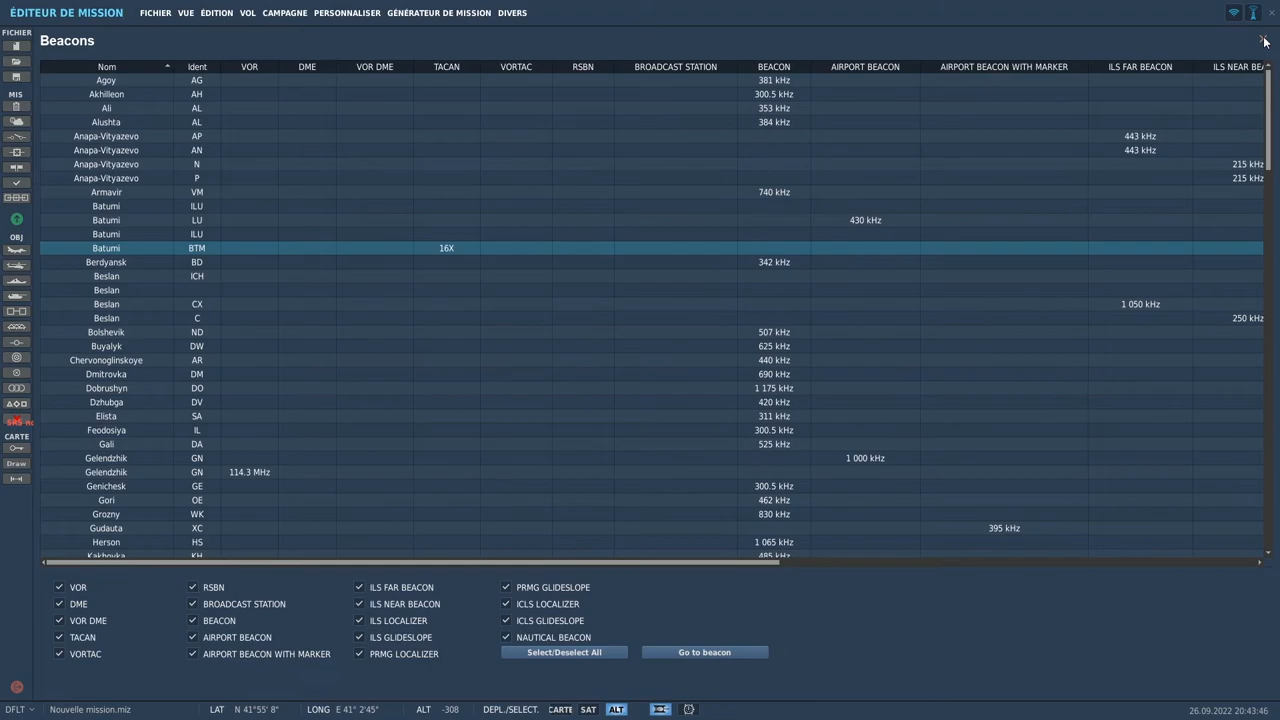 ÉDITEUR DE MISSION FICHIER VUE ÉDITION VOL CAMPAGNE PERSONNALISER GÉNÉRATEUR DE MISSION DIVERS
FICHIER
Beacons
Nom Ident VOR DME VOR DME TACAN VORTAC RSBN BROADCAST STATION BEACON AIRPORT BEACON AIRPORT BEACON WITH MARKER ILS FAR BEACON ILS NEAR BEA
Agoy AG 381 kHz
Akhilleon AH 300.5 kHz
MIS
Ali AL 353 kHz
Alushta AL 384 kHz
Anapa-Vityazevo AP 443 kHz
Anapa-Vityazevo AN 443 kHz
Anapa-Vityazevo N 215 kHz
Anapa-Vityazevo P 215 kHz
Armavir VM 740 kHz
Batumi ILU
Batumi LU 430 kHz
Batumi ILU
OBJ
Batumi BTM 16X
Berdyansk BD 342 kHz
Beslan ICH
Beslan
Beslan CX 1 050 kHz
Beslan C 250 kHz
Bolshevik ND 507 kHz
Buyalyk DW 625 kHz
Chervonoglinskoye AR 440 kHz
Dmitrovka DM 690 kHz
Dobrushyn DO 1 175 kHz
Dzhubga DV 420 kHz
Elista SA 311 kHz
SRS
Feodosiya IL 300.5 kHz
CARTE
Gali DA 525 kHz
Gelendzhik GN 1 000 kHz
Draw
Gelendzhik GN 114.3 MHz
Genichesk GE 300.5 kHz
Gori OE 462 kHz
Grozny WK 830 kHz
Gudauta XC 395 kHz
Herson HS 1 065 kHz
Kakhovka KH 485 kHz
VOR RSBN ILS FAR BEACON PRMG GLIDESLOPE
DME BROADCAST STATION ILS NEAR BEACON ICLS LOCALIZER
VOR DME BEACON ILS LOCALIZER ICLS GLIDESLOPE
TACAN AIRPORT BEACON ILS GLIDESLOPE NAUTICAL BEACON
VORTAC AIRPORT BEACON WITH MARKER PRMG LOCALIZER Select/Deselect All Go to beacon
DFLT Nouvelle mission.miz LAT N 41°55' 8" LONG E 41° 2'45" ALT -308 DEPL./SELECT. CARTE SAT ALT 26.09.2022 20:43:46